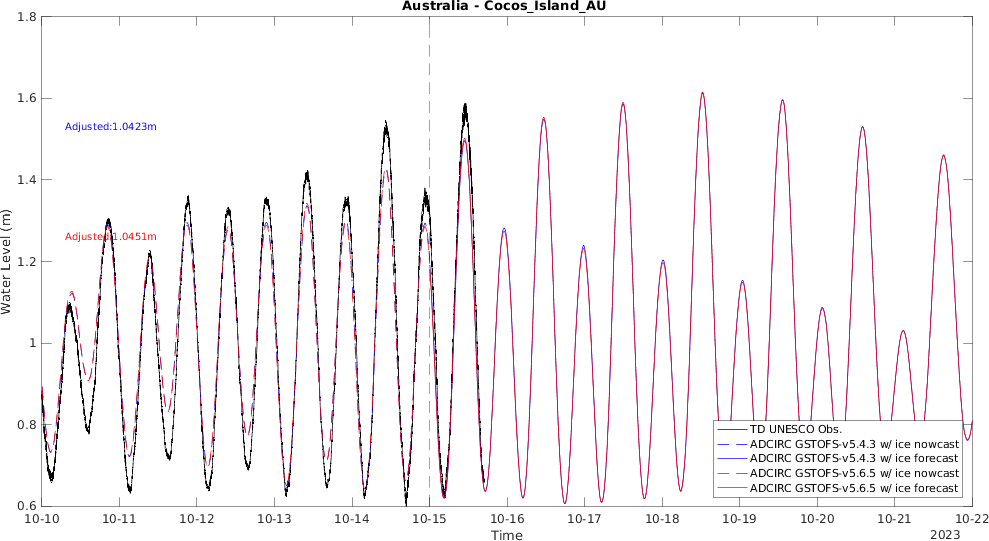 Australia - Cocos_Island_AU
1.8
1.6
1.4
1.2
1
0.8
0.6
Water Level (m)
Adjusted:1.0423m
Adjusted:1.0451m
TD UNESCO Obs.
ADCIRC GSTOFS-v5.4.3 w/ ice nowcast
ADCIRC GSTOFS-v5.4.3 w/ ice forecast
ADCIRC GSTOFS-v5.6.5 w/ ice nowcast
ADCIRC GSTOFS-v5.6.5 w/ ice forecast
10-10 10-11 10-12 10-13 10-14 10-15 10-16 10-17 10-18 10-19 10-20 10-21 10-22
Time
2023